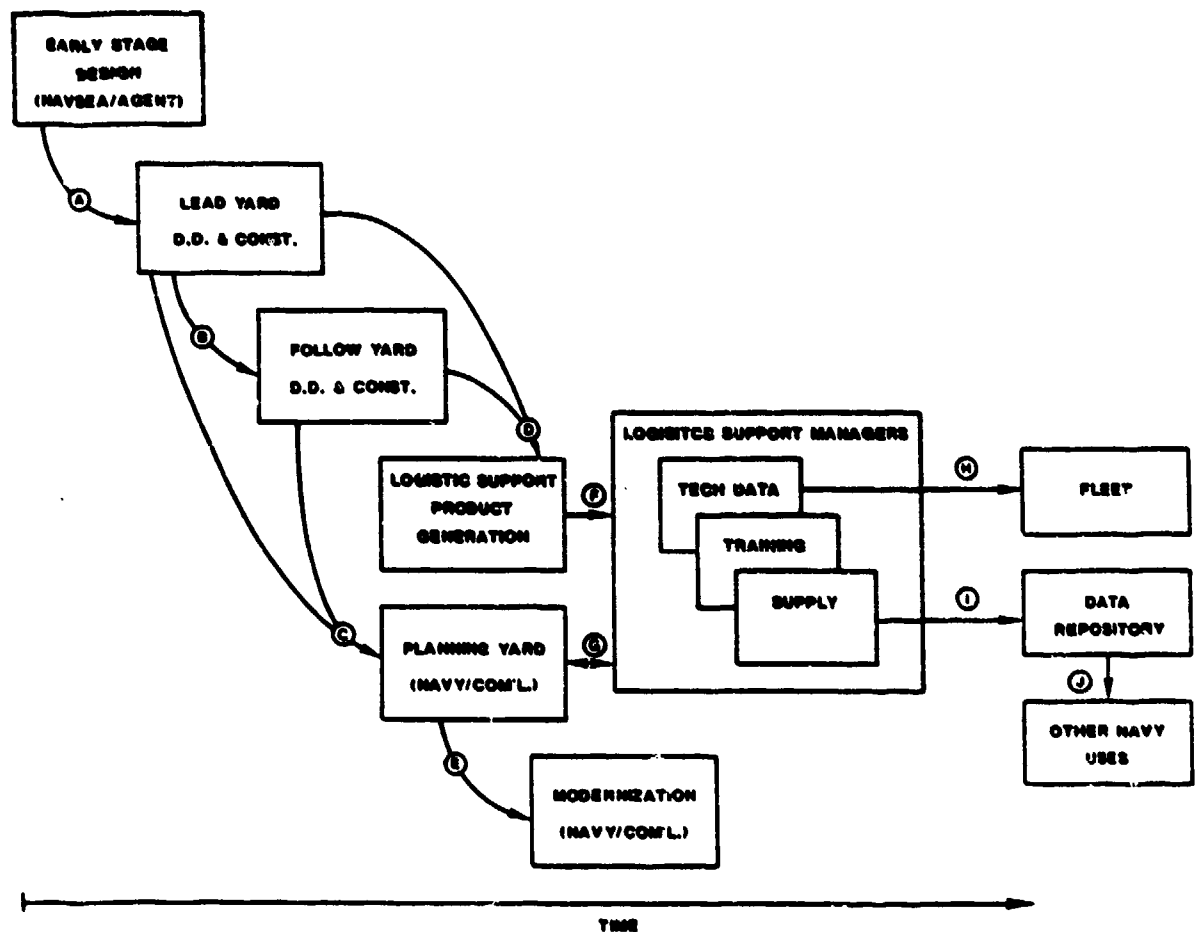 EARLY STAGE
DESIGN
(NAVSEA/AGENT)
A
LEAD YARD
D.D. & CONST.
B
FOLLOW YARD
D.D. & CONST.
D
LOGISTIC SUPPORT
PRODUCT
GENERATION
F
LOGISITCS SUPPORT MANAGERS
TECH DATA
TRAINING
SUPPLY
H
FLEET
I
DATA
REPOSITORY
J
OTHER NAVY
USES
C
PLANNING YARD
(NAVY/COM'L.)
G
E
MODERNIZATION
(NAVY/COM'L.)
TIME